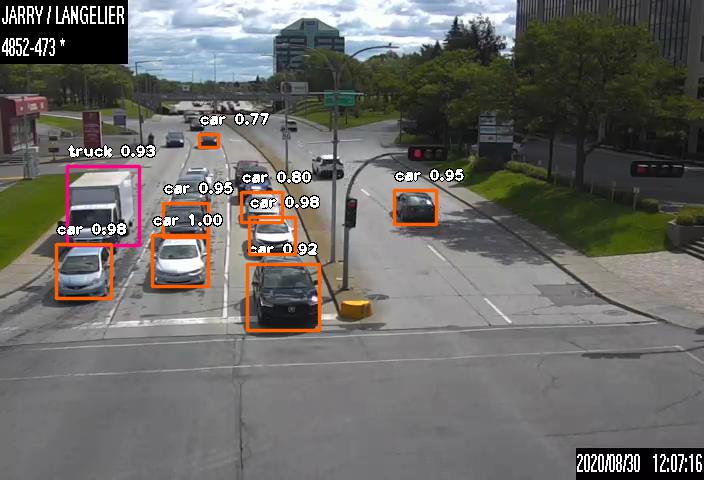 JARRY / LANGELIER
4852-473 *
car 0.77
truck 0.93
car 0.80
car 0.95
car 0.95
car 0.98
car 1.00
car 0.98
car 0.92
2020/08/30 12:07:16